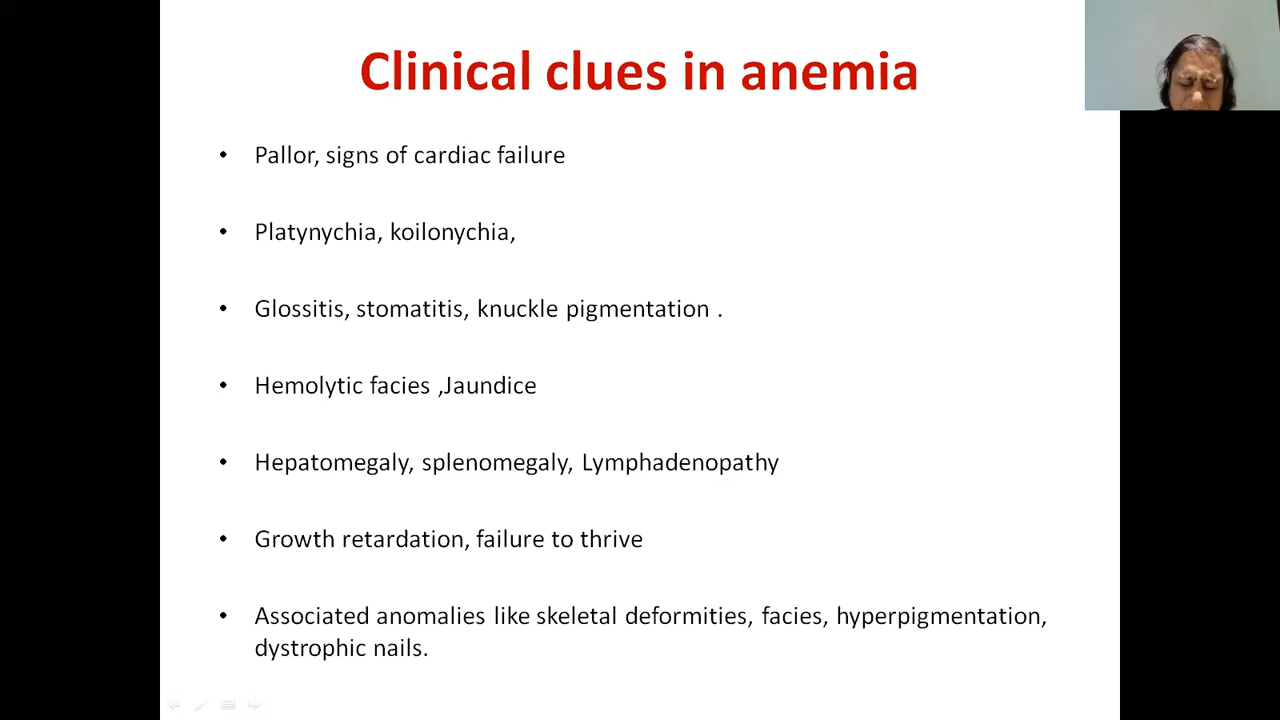 Clinical clues in anemia
• Pallor, signs of cardiac failure
• Platynychia, koilonychia,
• Glossitis, stomatitis, knuckle pigmentation .
• Hemolytic facies ,Jaundice
• Hepatomegaly, splenomegaly, Lymphadenopathy
• Growth retardation, failure to thrive
• Associated anomalies like skeletal deformities, facies, hyperpigmentation,
dystrophic nails.